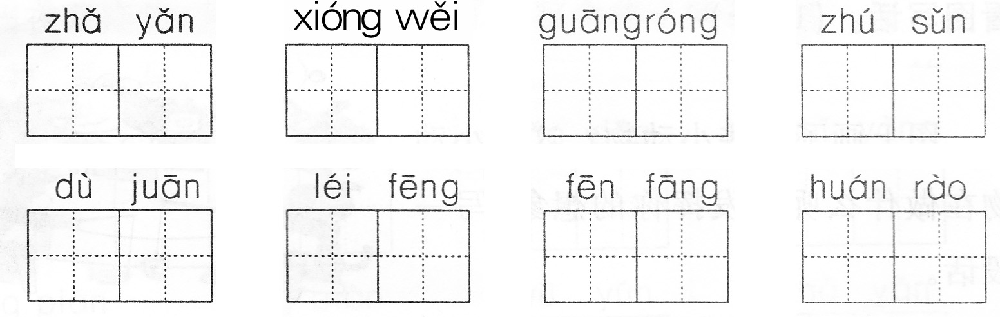 zhǎ yǎn xióng wěi guāngróng zhú sǔn
dù juān léi fēng fēn fāng huán rào